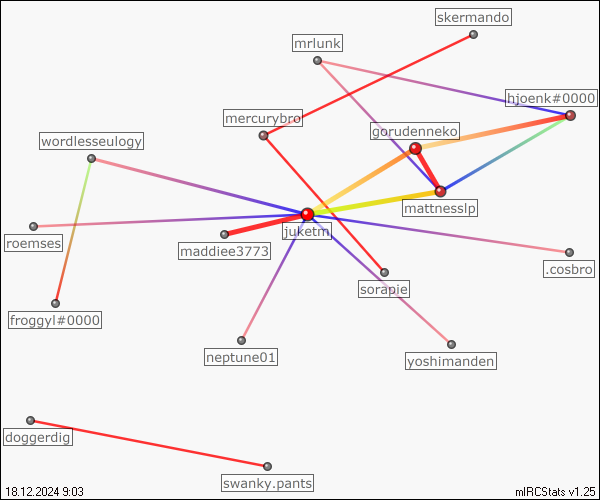 skermando
mrlunk
hjoenk#0000
mercurybro
gorudenneko
wordlesseulogy
mattnesslp
juketm
roemses
maddiee3773
.cosbro
sorapie
froggyl#0000
neptune01
yoshimanden
doggerdig
swanky.pants
18.12.2024 9:03
mIRCStats v1.25